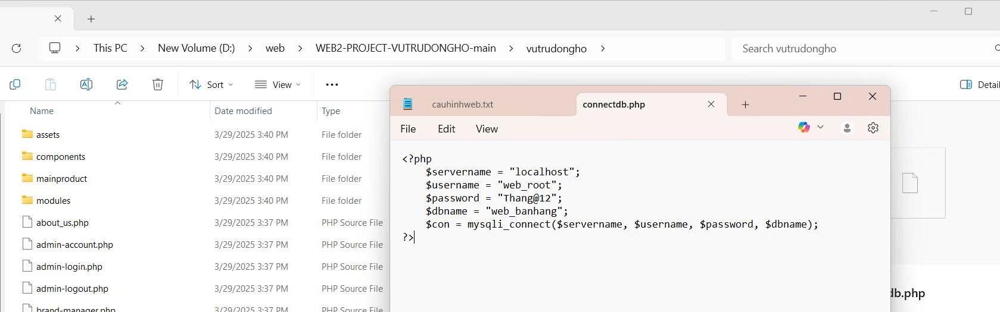 This PC > New Volume (D:) > web > WEB2-PROJECT-VUTRUDONGHO-main > vutrudongho >
Search vutrudongho
Sort
View
Detail
Name Date modified Type
assets 3/29/2025 3:40 PM File folder
components 3/29/2025 3:40 PM File folder
mainproduct 3/29/2025 3:40 PM File folder
modules 3/29/2025 3:40 PM File folder
about_us.php 3/29/2025 3:37 PM PHP Source File
admin-account.php 3/29/2025 3:37 PM PHP Source File
admin-login.php 3/29/2025 3:37 PM PHP Source File
admin-logout.php 3/29/2025 3:37 PM PHP Source File
brand-manager.php 3/29/2025 3:37 PM PHP Source File
cauhinhweb.txt
connectdb.php
File Edit View
<?php
$servername = "localhost";
$username = "web_root";
$password = "Thang@12";
$dbname = "web_banhang";
$con = mysqli_connect($servername, $username, $password, $dbname);
?>
db.php